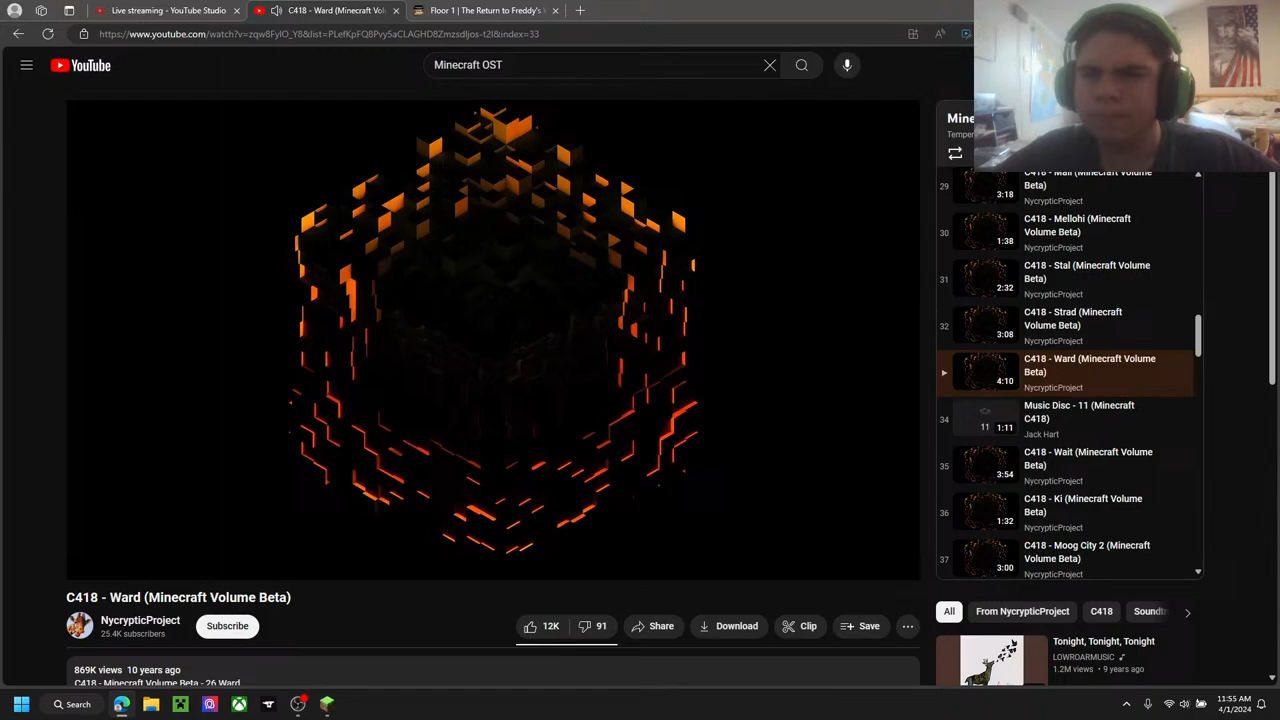 Live streaming - YouTube Studio
C418 - Ward (Minecraft Vol
Floor 1 | The Return to Freddy's
https://www.youtube.com/watch?v=zqw8FyIO_Y8&list=PLefKpFQ8PvySaCLAGHD8Zmzsdljos-t2l&index=33
YouTube
Minecraft OST
Mine
Tempe
29
C418 - Mall (Minecraft Volume
Beta)
3:18
NycrypticProject
30
C418 - Mellohi (Minecraft
Volume Beta)
1:38
NycrypticProject
31
C418 - Stal (Minecraft Volume
Beta)
2:32
NycrypticProject
32
C418 - Strad (Minecraft
Volume Beta)
3:08
NycrypticProject
C418 - Ward (Minecraft Volume
Beta)
4:10
NycrypticProject
34
Music Disc - 11 (Minecraft
C418)
11 1:11
Jack Hart
35
C418 - Wait (Minecraft Volume
Beta)
3:54
NycrypticProject
36
C418 - Ki (Minecraft Volume
Beta)
1:32
NycrypticProject
37
C418 - Moog City 2 (Minecraft
Volume Beta)
3:00
NycrypticProject
C418 - Ward (Minecraft Volume Beta)
NycrypticProject
25.4K subscribers
Subscribe
12K
91
Share
Download
Clip
Save
869K views 10 years ago
C418 - Minecraft Volume Beta - 26 Ward
All
From NycrypticProject
C418
Soundtr
Tonight, Tonight, Tonight
LOWROARMUSIC
1.2M views • 9 years ago
Search
11:55 AM
4/1/2024